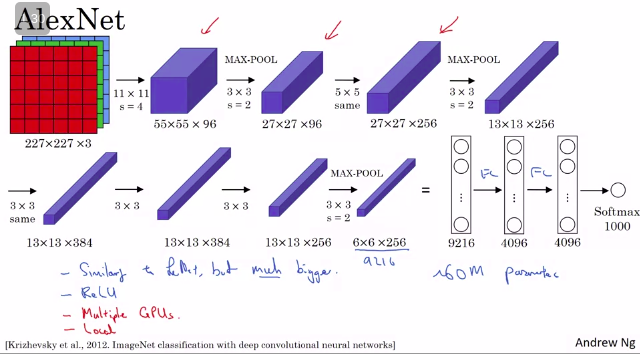 AlexNet
MAX-POOL
MAX-POOL
11 × 11
s = 4
3 × 3
s = 2
5 × 5
same
3 × 3
s = 2
227×227 ×3
55×55 × 96
27×27 ×96
27×27 ×256
13×13 ×256
MAX-POOL
3 × 3
same
3 × 3
3 × 3
3 × 3
s = 2
=
FC
FC
⋮
⋮
⋮
13×13 ×384
13×13 ×384
13×13 ×256
6×6 ×256
9216
4096
4096
Softmax
1000
9216
- Similar to LeNet, but much bigger.
~60M parameter
- ReLU
- Multiple GPUs.
- Local
[Krizhevsky et al., 2012. ImageNet classification with deep convolutional neural networks]
Andrew Ng